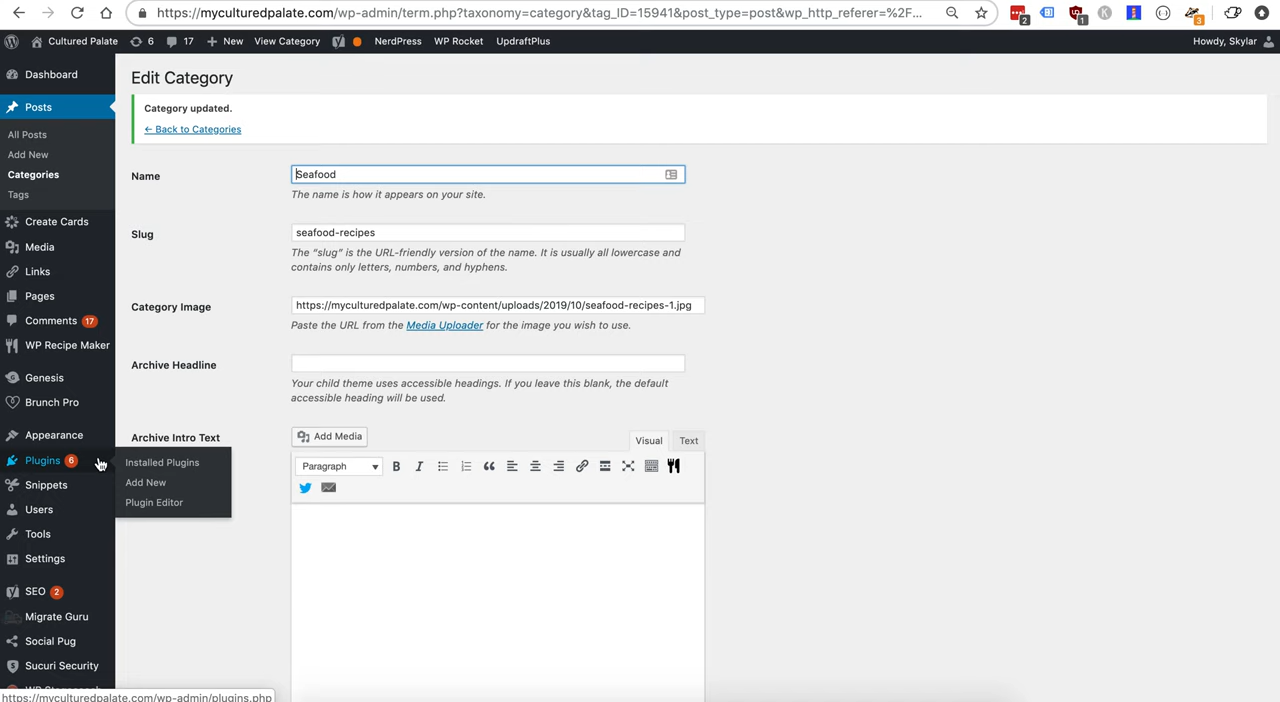 https://myculturedpalate.com/wp-admin/term.php?taxonomy=category&tag_ID=15941&post_type=post&wp_http_referer=%2F...
2
1
3
Cultured Palate
6
17
New
View Category
NerdPress
WP Rocket
UpdraftPlus
Howdy, Skylar
Dashboard
Posts
All Posts
Add New
Categories
Tags
Create Cards
Media
Links
Pages
Comments 17
WP Recipe Maker
Genesis
Brunch Pro
Appearance
Plugins 6
Installed Plugins
Add New
Plugin Editor
Snippets
Users
Tools
Settings
SEO 2
Migrate Guru
Social Pug
Sucuri Security
https://myculturedpalate.com/wp-admin/plugins.php
Edit Category
Category updated.
← Back to Categories
Name
Seafood
The name is how it appears on your site.
Slug
seafood-recipes
The “slug” is the URL-friendly version of the name. It is usually all lowercase and
contains only letters, numbers, and hyphens.
Category Image
https://myculturedpalate.com/wp-content/uploads/2019/10/seafood-recipes-1.jpg
Paste the URL from the Media Uploader for the image you wish to use.
Archive Headline
Your child theme uses accessible headings. If you leave this blank, the default
accessible heading will be used.
Archive Intro Text
Add Media
Visual
Text
Paragraph
B
I